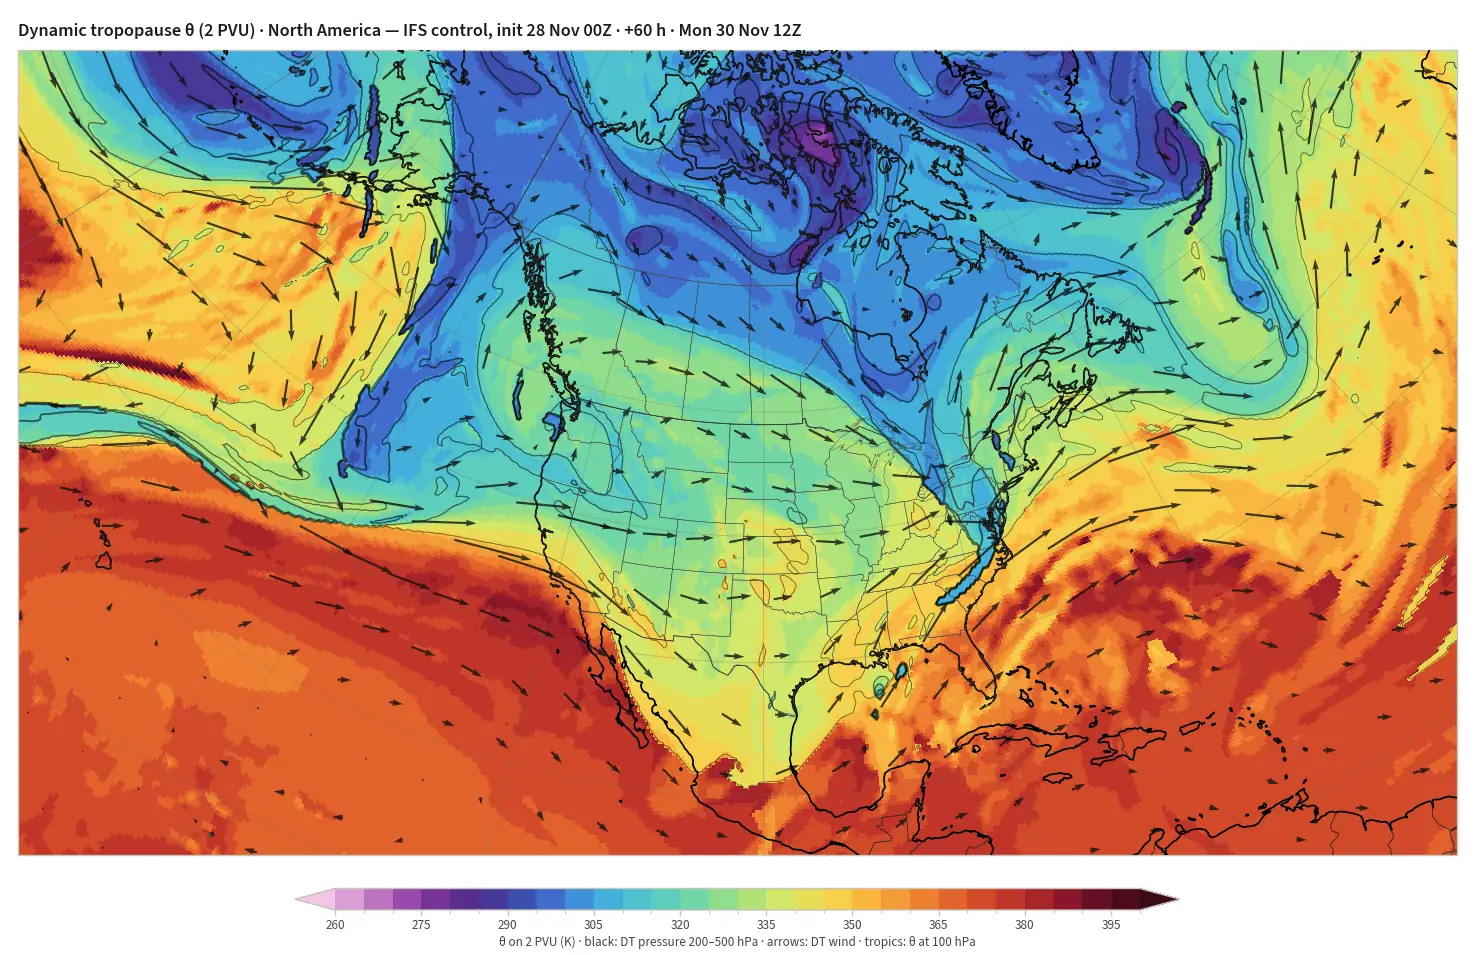 Dynamic tropopause θ (2 PVU) · North America — IFS control, init 28 Nov 00Z · +60 h · Mon 30 Nov 12Z
260 275 290 305 320 335 350 365 380 395
θ on 2 PVU (K) · black: DT pressure 200–500 hPa · arrows: DT wind · tropics: θ at 100 hPa